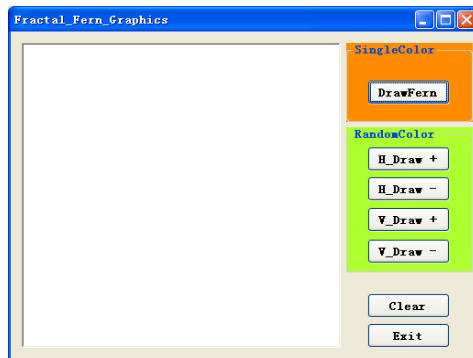 Fractal_Fern_Graphics
SingleColor
DrawFern
RandomColor
H_Draw +
H_Draw -
V_Draw +
V_Draw -
Clear
Exit